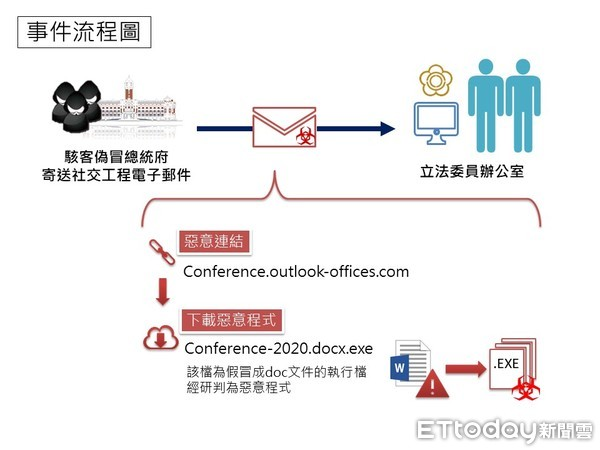 事件流程圖
駭客偽冒總統府
寄送社交工程電子郵件
立法委員辦公室
惡意連結
Conference.outlook-offices.com
下載惡意程式
Conference-2020.docx.exe
該檔為假冒成doc文件的執行檔
經研判為惡意程式
W
.EXE
ETtoday新聞雲